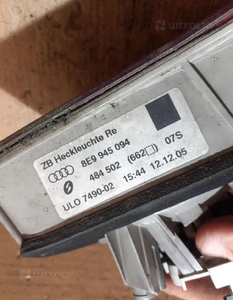 ZB Heckleuchte Re
8E9 945 094
484 502 (662□) 07S
ULO 7490-02 15:44 12.12.05